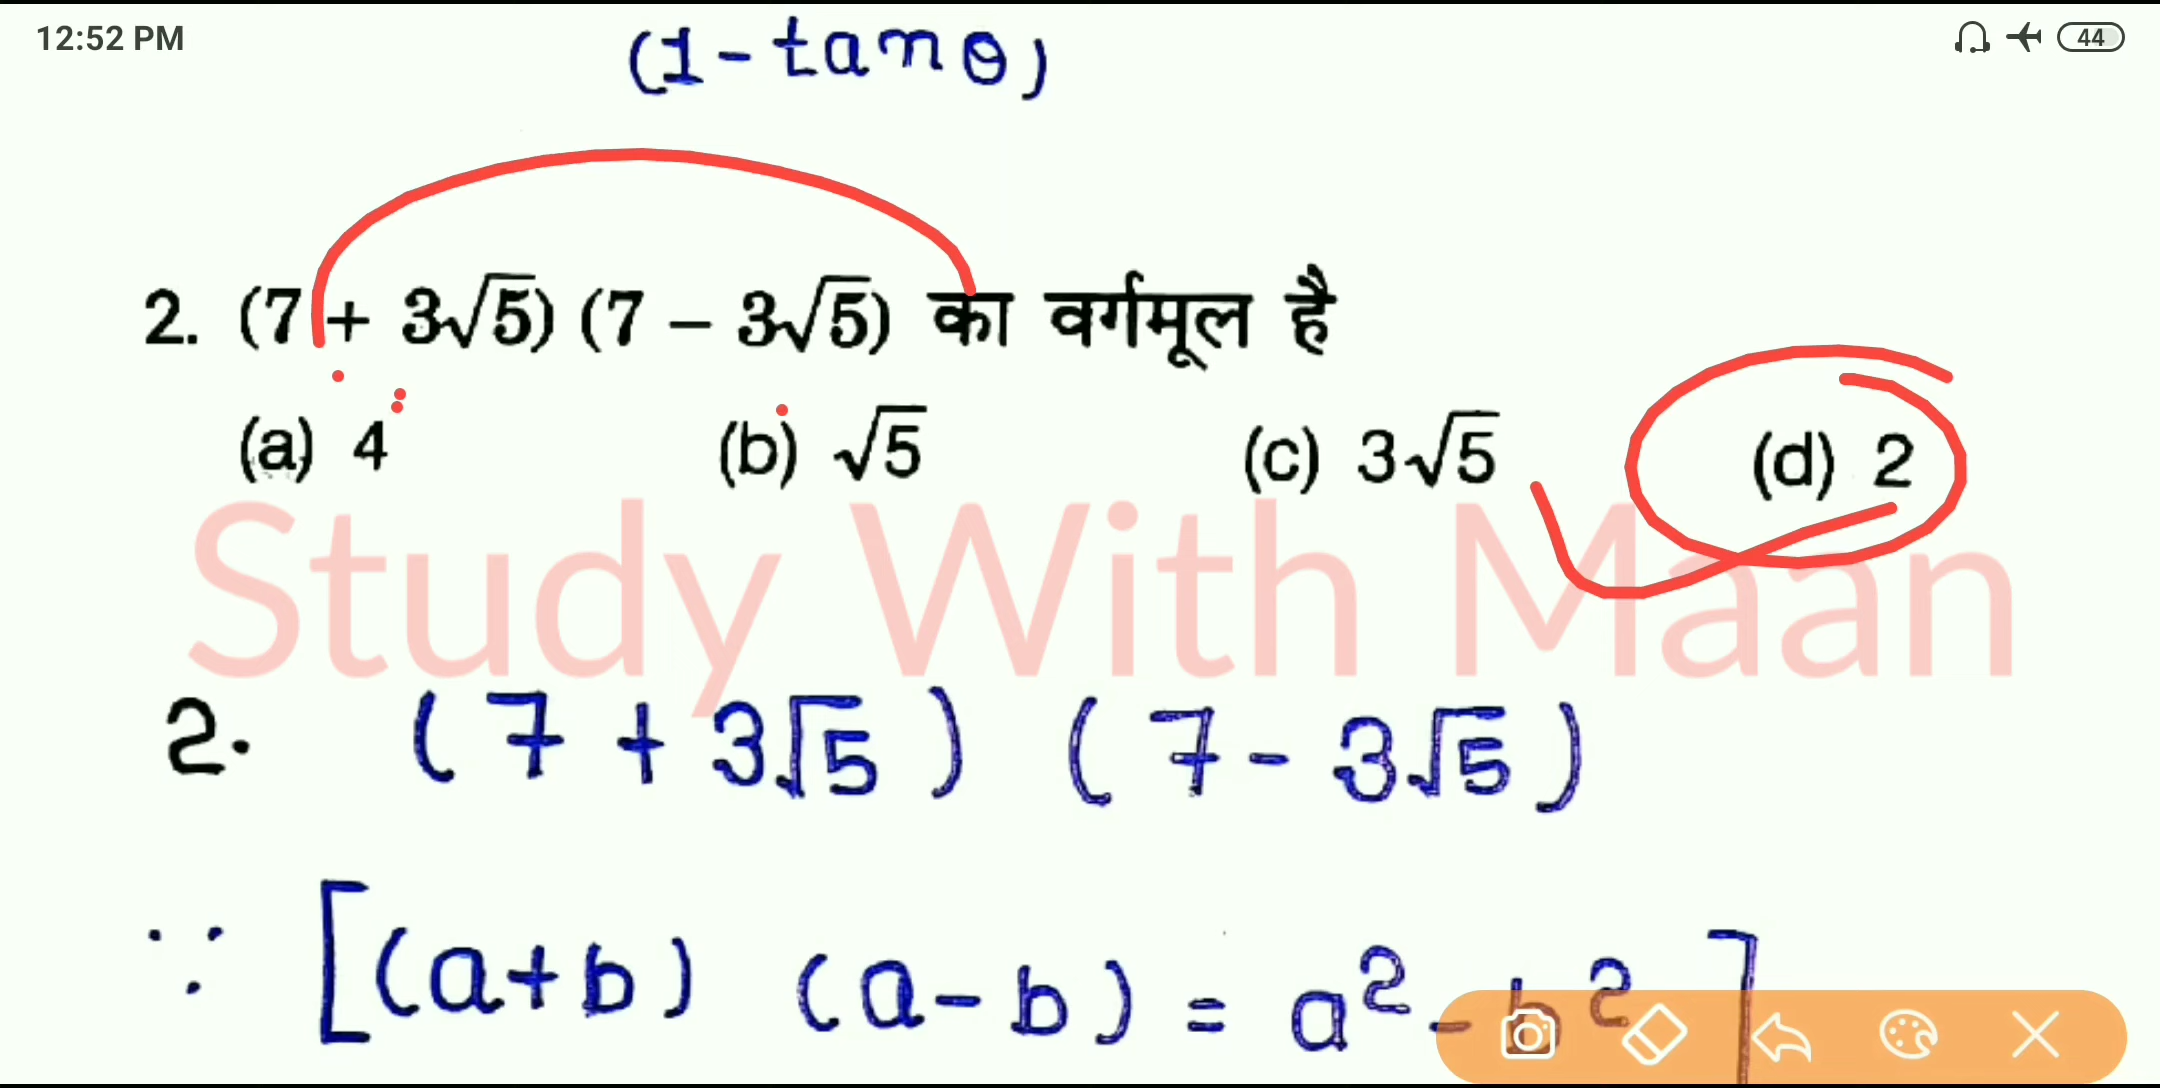 12:52 PM 44
(1-tanθ)
2. (7 + 3√5) (7 – 3√5) का वर्गमूल है
(a) 4 (b) √5 (c) 3√5 (d) 2
Study With Maan
2. (7 + 3√5) (7 - 3√5)
∵ [(a+b) (a-b) = a² - b²]